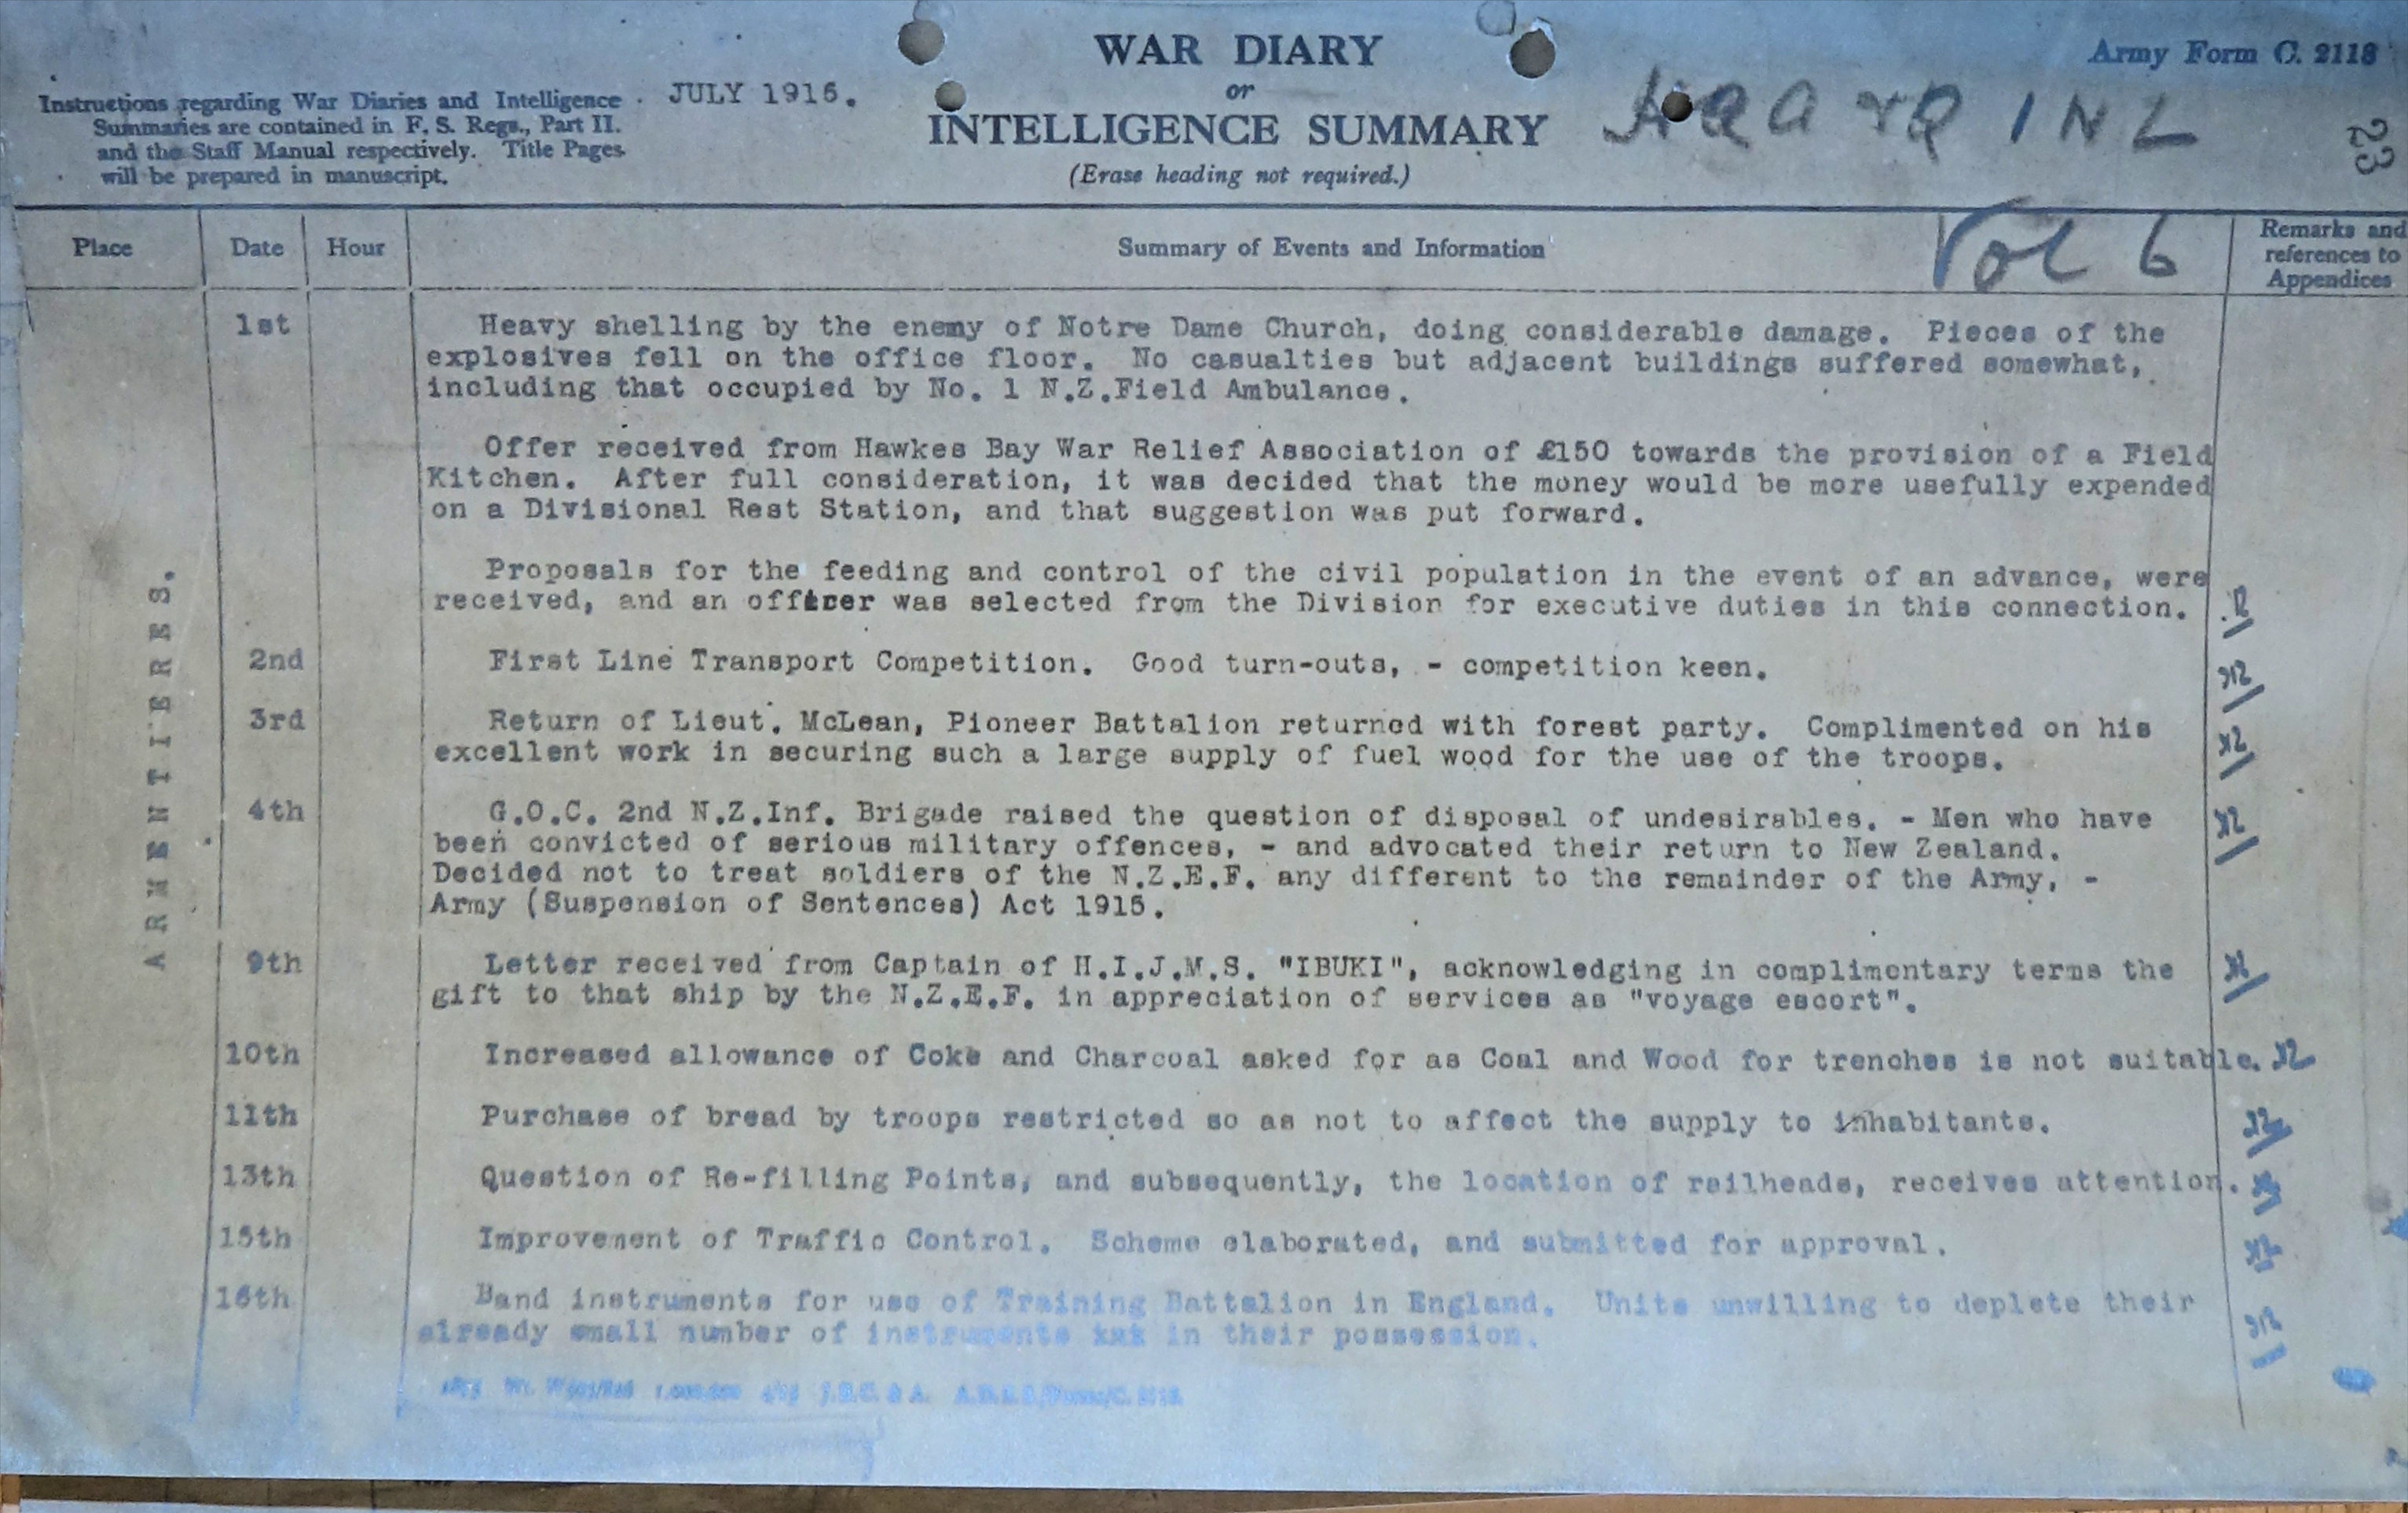 WAR DIARY
or
INTELLIGENCE SUMMARY
(Erase heading not required.)
Army Form C. 2118
Instructions regarding War Diaries and Intelligence
Summaries are contained in F. S. Regs., Part II.
and the Staff Manual respectively. Title Pages
will be prepared in manuscript.
JULY 1916.
23
Place Date Hour Summary of Events and Information Remarks and
references to
Appendices
Vol 6
ARMENTIERES.
1st Heavy shelling by the enemy of Notre Dame Church, doing considerable damage. Pieces of the
explosives fell on the office floor. No casualties but adjacent buildings suffered somewhat,
including that occupied by No. 1 N.Z.Field Ambulance.
Offer received from Hawkes Bay War Relief Association of £150 towards the provision of a Field
Kitchen. After full consideration, it was decided that the money would be more usefully expended
on a Divisional Rest Station, and that suggestion was put forward.
Proposals for the feeding and control of the civil population in the event of an advance, were
received, and an officer was selected from the Division for executive duties in this connection.
2nd First Line Transport Competition. Good turn-outs, - competition keen.
3rd Return of Lieut. McLean, Pioneer Battalion returned with forest party. Complimented on his
excellent work in securing such a large supply of fuel wood for the use of the troops.
4th G.O.C. 2nd N.Z.Inf. Brigade raised the question of disposal of undesirables. - Men who have
been convicted of serious military offences, - and advocated their return to New Zealand.
Decided not to treat soldiers of the N.Z.E.F. any different to the remainder of the Army, -
Army (Suspension of Sentences) Act 1915.
9th Letter received from Captain of H.I.J.M.S. "IBUKI", acknowledging in complimentary terms the
gift to that ship by the N.Z.E.F. in appreciation of services as "voyage escort".
10th Increased allowance of Coke and Charcoal asked for as Coal and Wood for trenches is not suitable.
11th Purchase of bread by troops restricted so as not to affect the supply to inhabitants.
13th Question of Re-filling Points, and subsequently, the location of railheads, receives attention.
15th Improvement of Traffic Control. Scheme elaborated, and submitted for approval.
16th Band instruments for use of Training Battalion in England. Units unwilling to deplete their
already small number of instruments xxx in their possession.